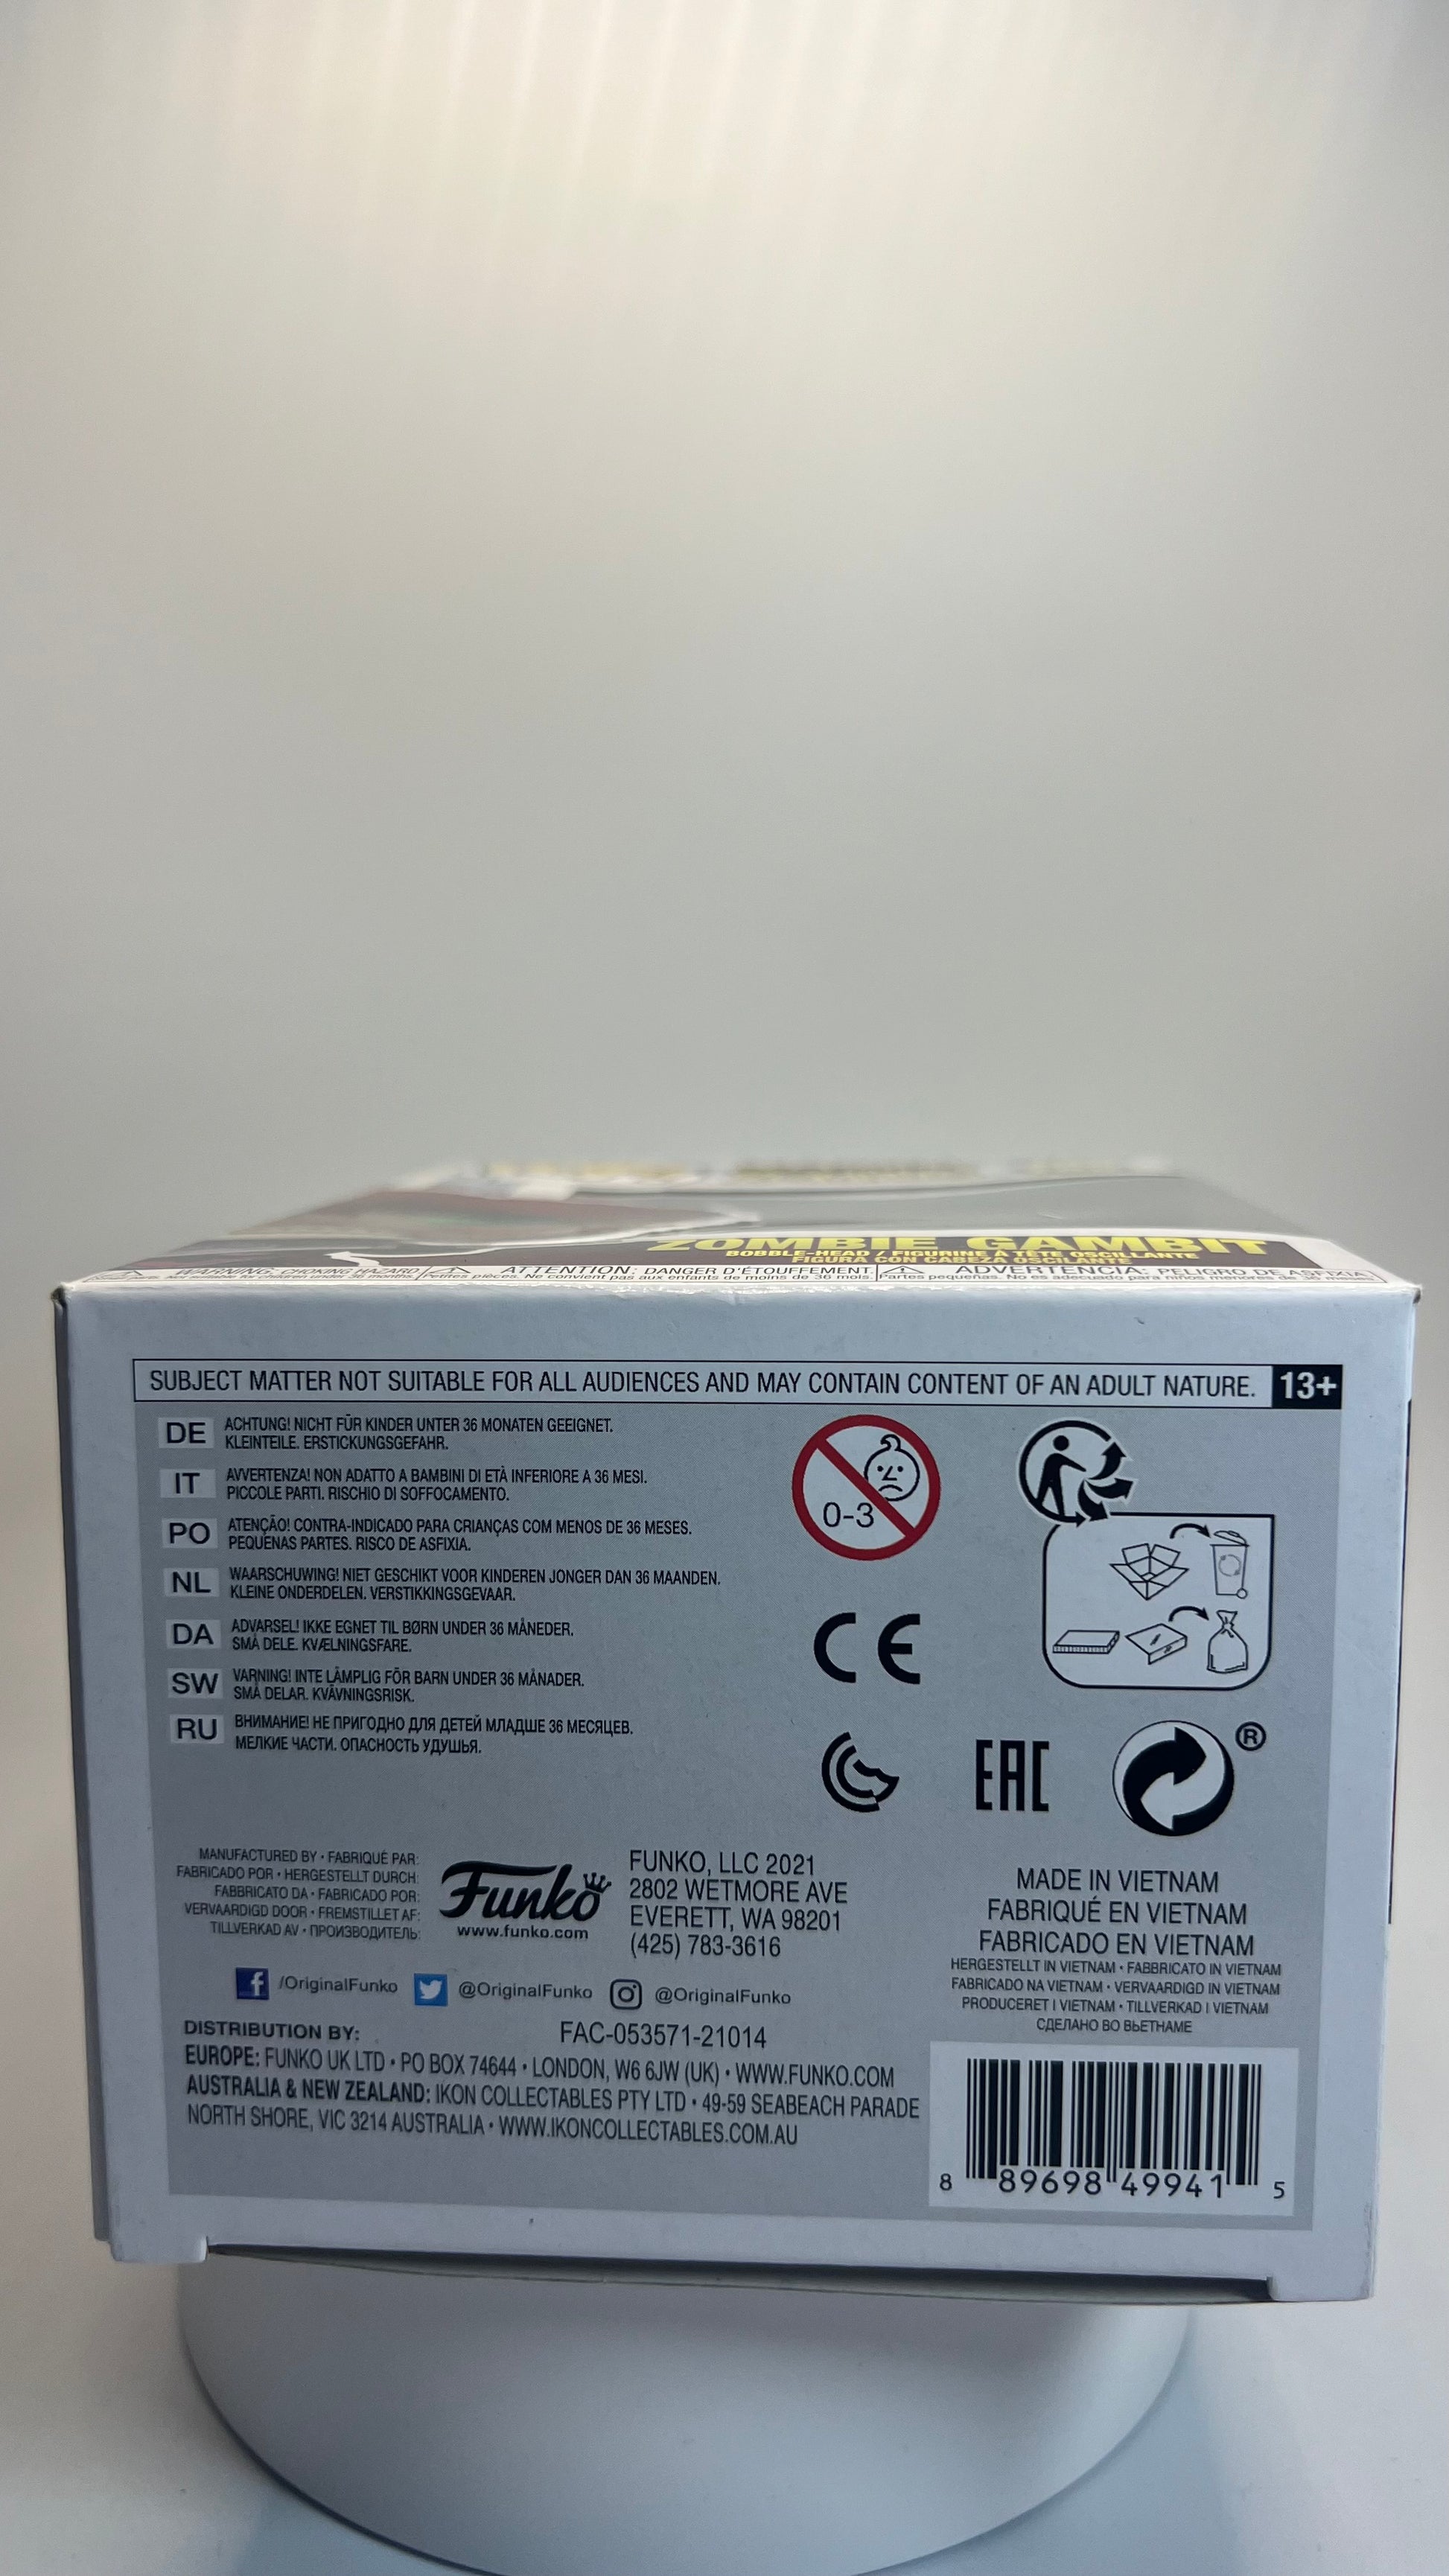 ZOMBIE GAMBIT
BOBBLE-HEAD / FIGURINE À TÊTE OSCILLANTE
FIGURA CON CABEZA OSCILANTE
WARNING: CHOKING HAZARD
ATTENTION: DANGER D'ÉTOUFFEMENT.
ADVERTENCIA: PELIGRO DE ASFIXIA.
children under 36 months.
Petites pièces. Ne convient pas aux enfants de moins de 36 mois.
Partes pequeñas. No es adecuado para niños menores de 36 meses.
SUBJECT MATTER NOT SUITABLE FOR ALL AUDIENCES AND MAY CONTAIN CONTENT OF AN ADULT NATURE. 13+
DE ACHTUNG! NICHT FÜR KINDER UNTER 36 MONATEN GEEIGNET.
KLEINTEILE. ERSTICKUNGSGEFAHR.
IT AVVERTENZA! NON ADATTO A BAMBINI DI ETÀ INFERIORE A 36 MESI.
PICCOLE PARTI. RISCHIO DI SOFFOCAMENTO.
PO ATENÇÃO! CONTRA-INDICADO PARA CRIANÇAS COM MENOS DE 36 MESES.
PEQUENAS PARTES. RISCO DE ASFIXIA.
NL WAARSCHUWING! NIET GESCHIKT VOOR KINDEREN JONGER DAN 36 MAANDEN.
KLEINE ONDERDELEN. VERSTIKKINGSGEVAAR.
DA ADVARSEL! IKKE EGNET TIL BØRN UNDER 36 MÅNEDER.
SMÅ DELE. KVÆLNINGSFARE.
SW VARNING! INTE LÄMPLIG FÖR BARN UNDER 36 MÅNADER.
SMÅ DELAR. KVÄVNINGSRISK.
RU ВНИМАНИЕ! НЕ ПРИГОДНО ДЛЯ ДЕТЕЙ МЛАДШЕ 36 МЕСЯЦЕВ.
МЕЛКИЕ ЧАСТИ. ОПАСНОСТЬ УДУШЬЯ.
0-3
CE
EAC
®
MANUFACTURED BY • FABRIQUÉ PAR:
FABRICADO POR • HERGESTELLT DURCH:
FABBRICATO DA • FABRICADO POR:
VERVAARDIGD DOOR • FREMSTILLET AF:
TILLVERKAD AV • ПРОИЗВОДИТЕЛЬ:
Funko
www.funko.com
FUNKO, LLC 2021
2802 WETMORE AVE
EVERETT, WA 98201
(425) 783-3616
MADE IN VIETNAM
FABRIQUÉ EN VIETNAM
FABRICADO EN VIETNAM
HERGESTELLT IN VIETNAM • FABBRICATO IN VIETNAM
FABRICADO NA VIETNAM • VERVAARDIGD IN VIETNAM
PRODUCERET I VIETNAM • TILLVERKAD I VIETNAM
СДЕЛАНО ВО ВЬЕТНАМЕ
/OriginalFunko @OriginalFunko @OriginalFunko
DISTRIBUTION BY: FAC-053571-21014
EUROPE: FUNKO UK LTD • PO BOX 74644 • LONDON, W6 6JW (UK) • WWW.FUNKO.COM
AUSTRALIA & NEW ZEALAND: IKON COLLECTABLES PTY LTD • 49-59 SEABEACH PARADE
NORTH SHORE, VIC 3214 AUSTRALIA • WWW.IKONCOLLECTABLES.COM.AU
8 89698 49941 5